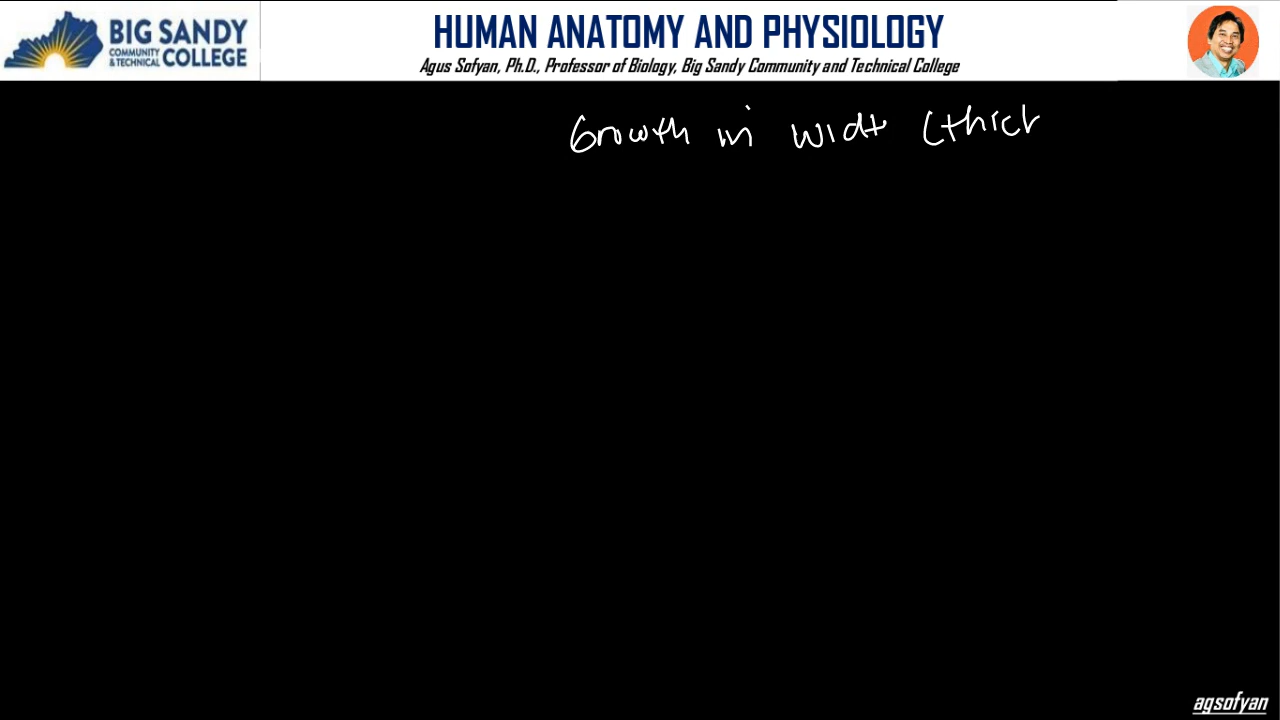 BIG SANDY
COMMUNITY
& TECHNICAL COLLEGE
HUMAN ANATOMY AND PHYSIOLOGY
Agus Sofyan, Ph.D., Professor of Biology, Big Sandy Community and Technical College
Growth in widt (thick
agsofyan